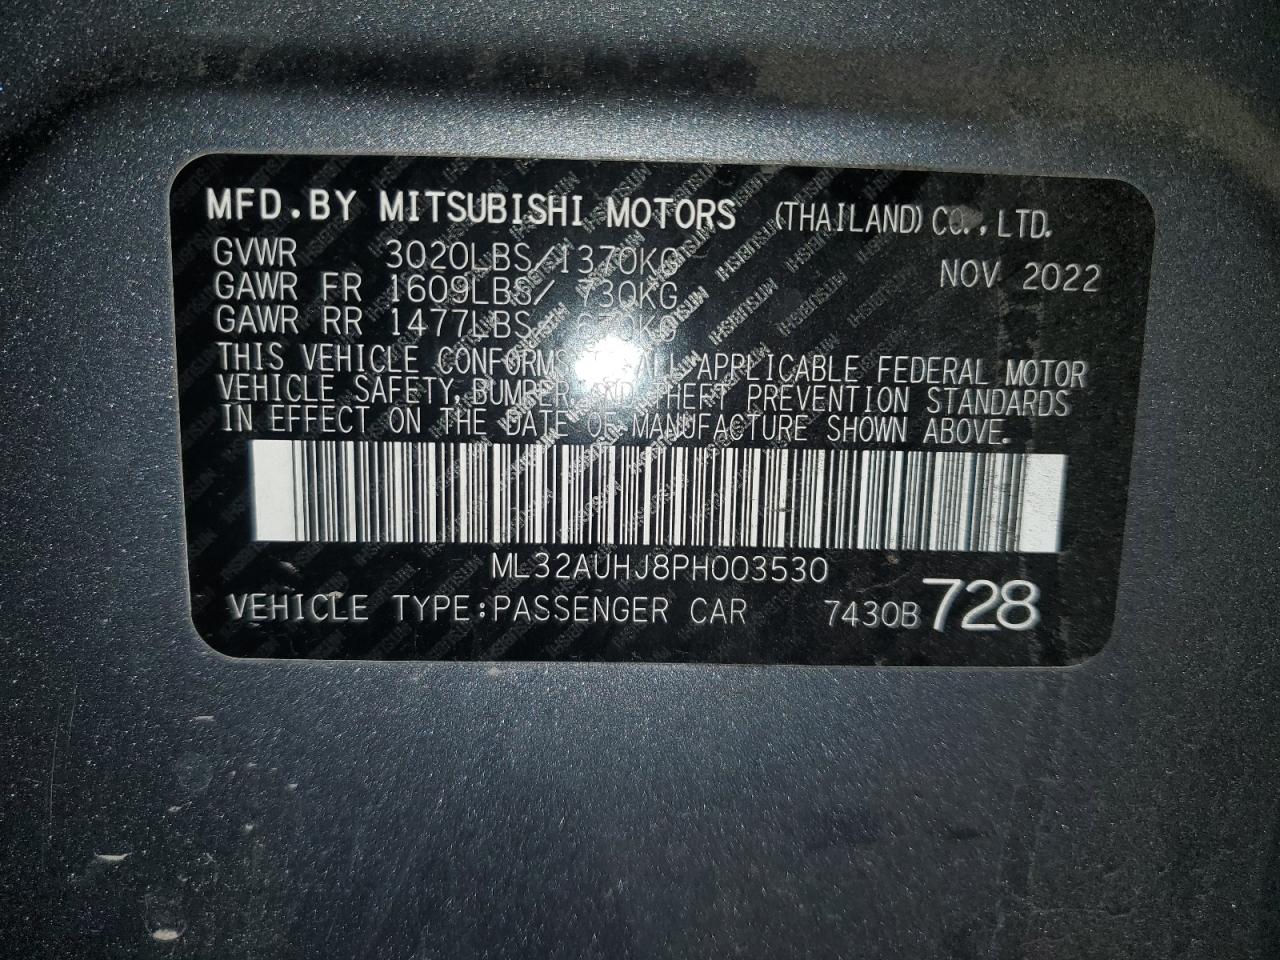 MFD.BY MITSUBISHI MOTORS (THAILAND) CO.,LTD.
GVWR 3020LBS/1370KG NOV 2022
GAWR FR 1609LBS/ 730KG
GAWR RR 1477LBS 670KG
THIS VEHICLE CONFORMS ALL APPLICABLE FEDERAL MOTOR
VEHICLE SAFETY, BUMPER AND THEFT PREVENTION STANDARDS
IN EFFECT ON THE DATE OF MANUFACTURE SHOWN ABOVE.
ML32AUHJ8PH003530
VEHICLE TYPE:PASSENGER CAR 7430B 728